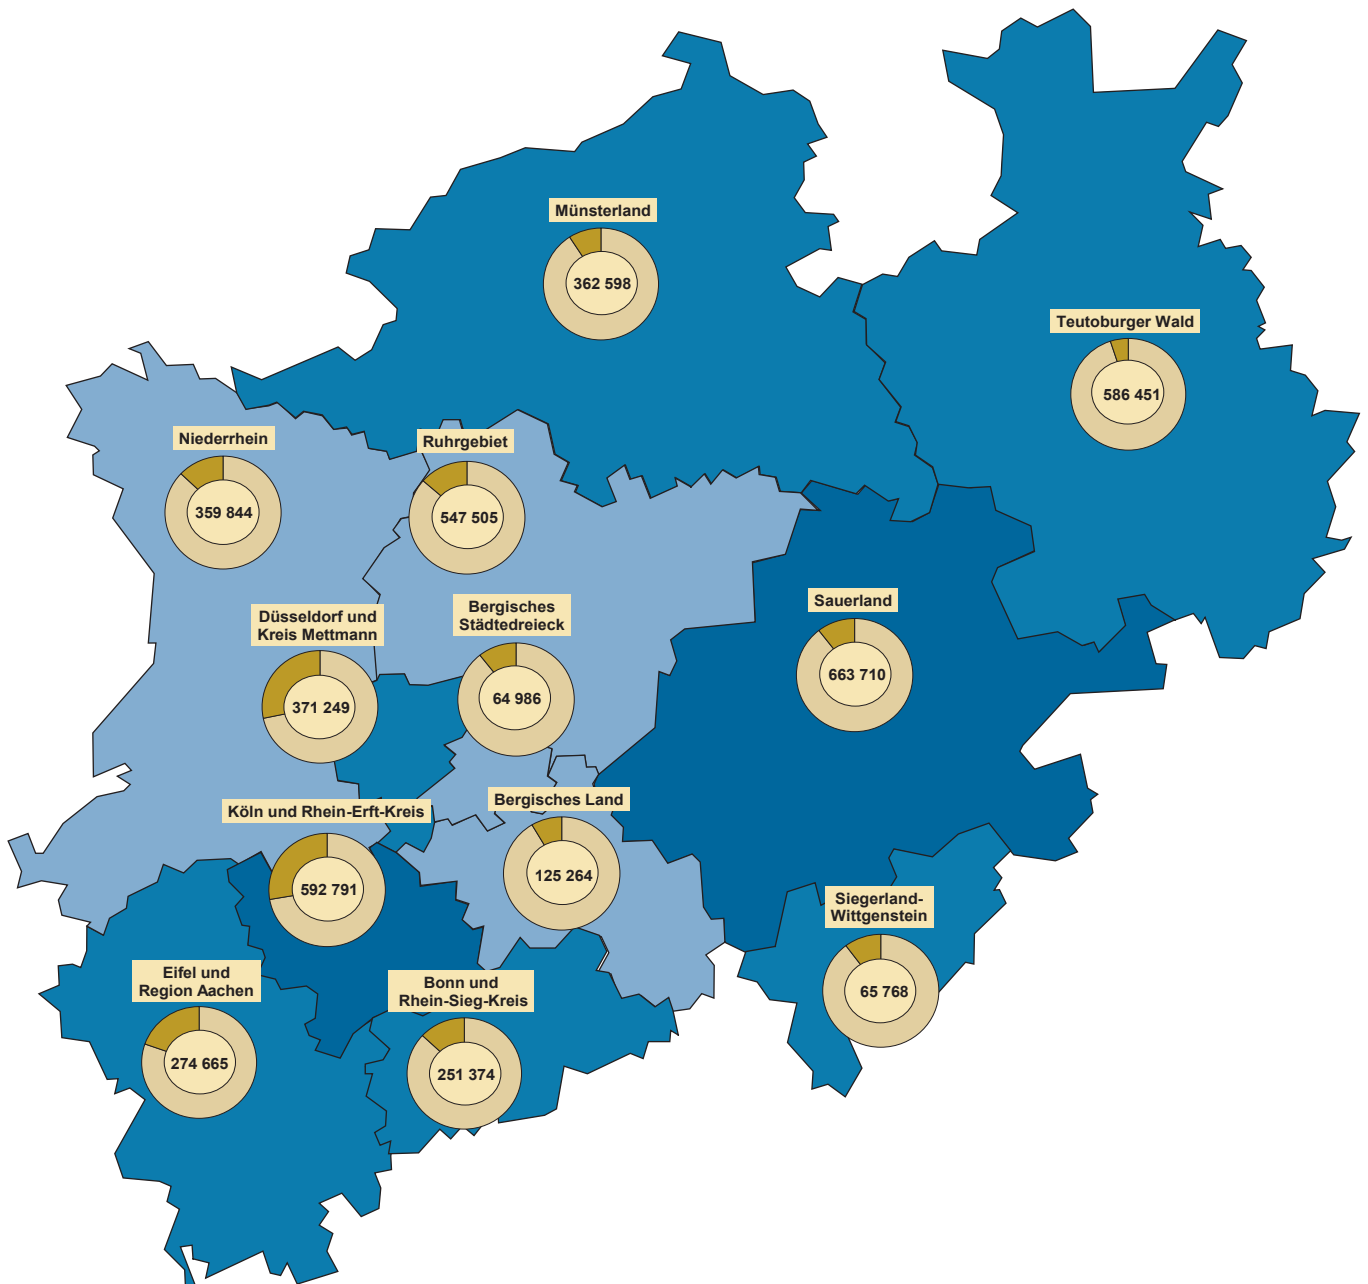 Münsterland
362 598
Teutoburger Wald
586 451
Niederrhein
359 844
Ruhrgebiet
547 505
Düsseldorf und
Kreis Mettmann
371 249
Bergisches
Städtedreieck
64 986
Sauerland
663 710
Köln und Rhein-Erft-Kreis
592 791
Bergisches Land
125 264
Siegerland-
Wittgenstein
65 768
Eifel und
Region Aachen
274 665
Bonn und
Rhein-Sieg-Kreis
251 374